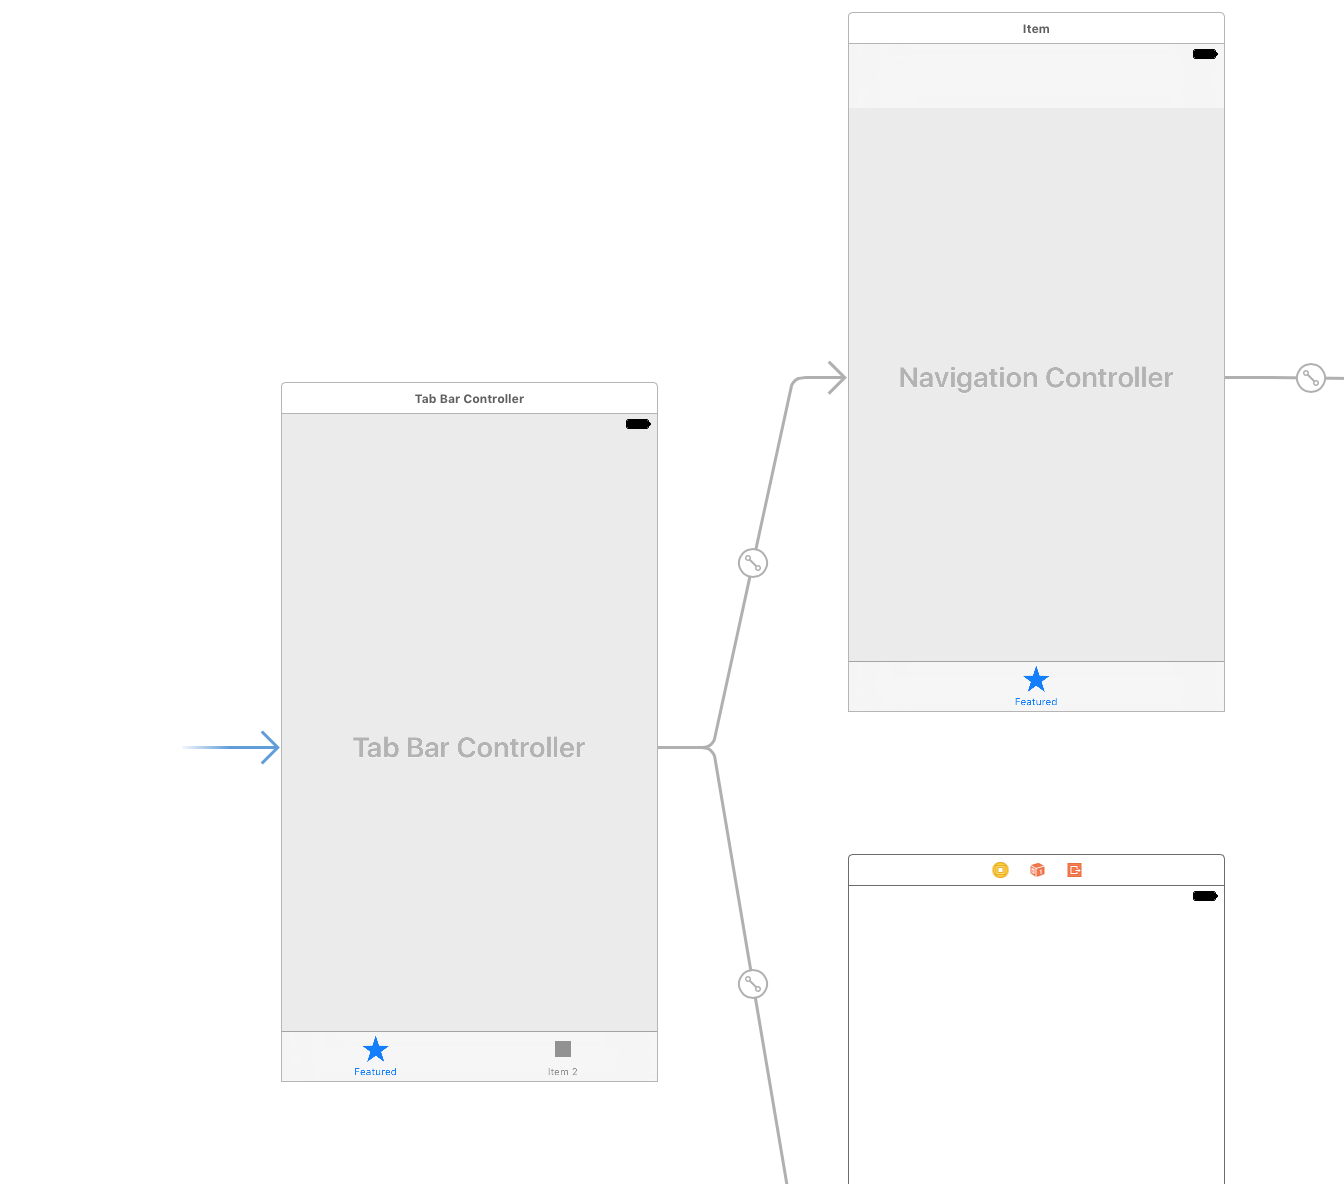 Item
Navigation Controller
Featured
Tab Bar Controller
Tab Bar Controller
Featured
Item 2